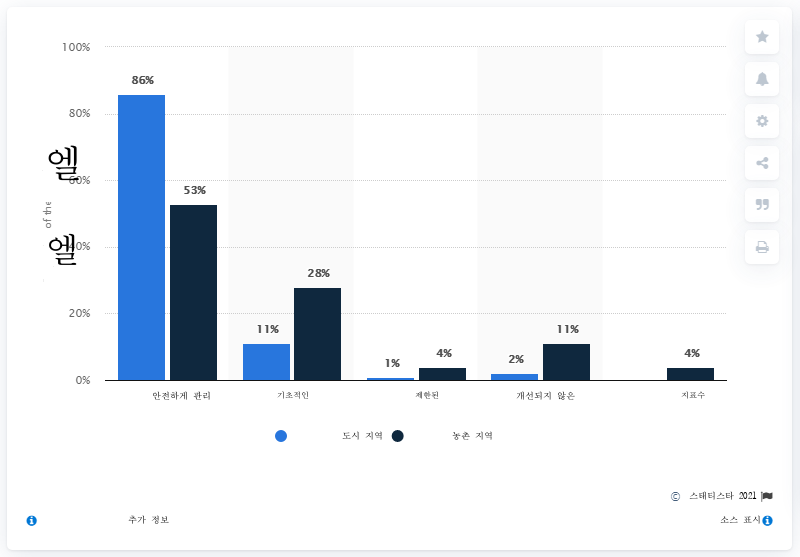 100%
80%
60%
40%
20%
0%
엘
of the
엘
86%
53%
11%
28%
1%
4%
2%
11%
4%
안전하게 관리
기초적인
제한된
개선되지 않은
지표수
도시 지역
농촌 지역
© 스태티스타 2021
추가 정보
소스 표시